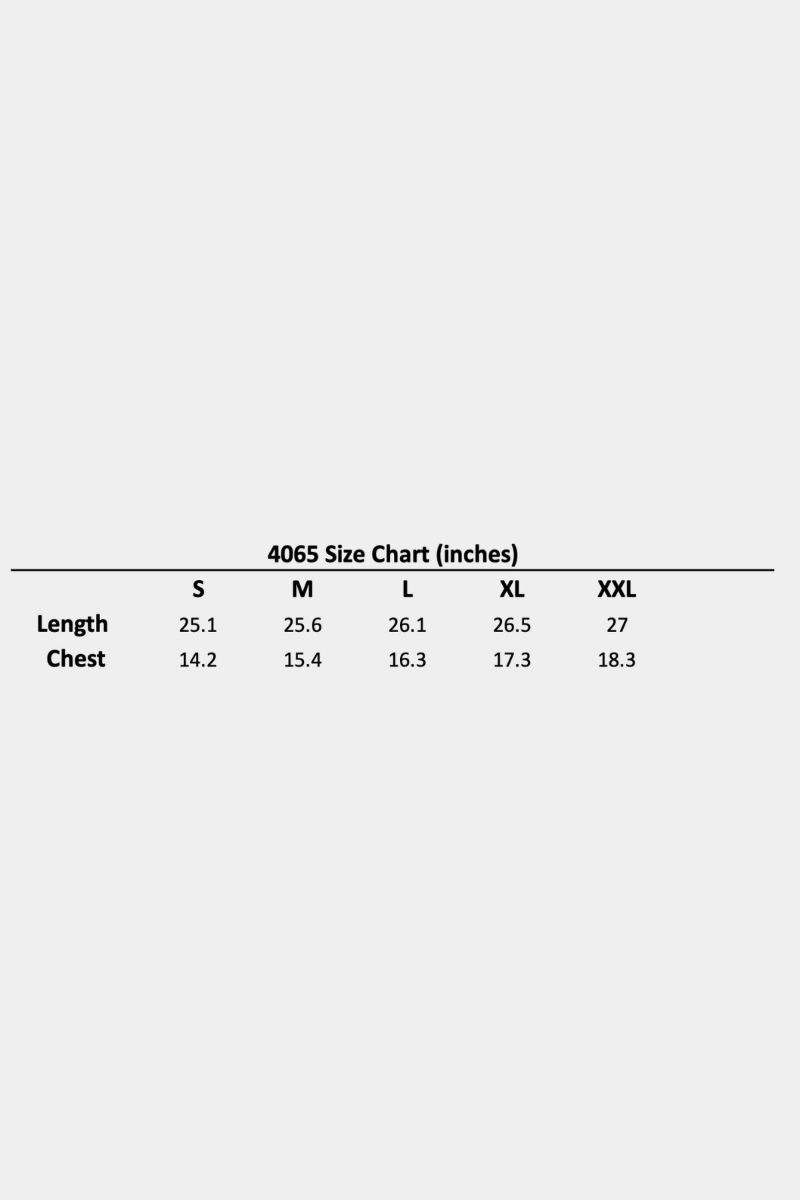 4065 Size Chart (inches)
S M L XL XXL
Length 25.1 25.6 26.1 26.5 27
Chest 14.2 15.4 16.3 17.3 18.3